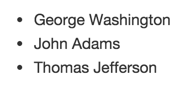 • George Washington
• John Adams
• Thomas Jefferson